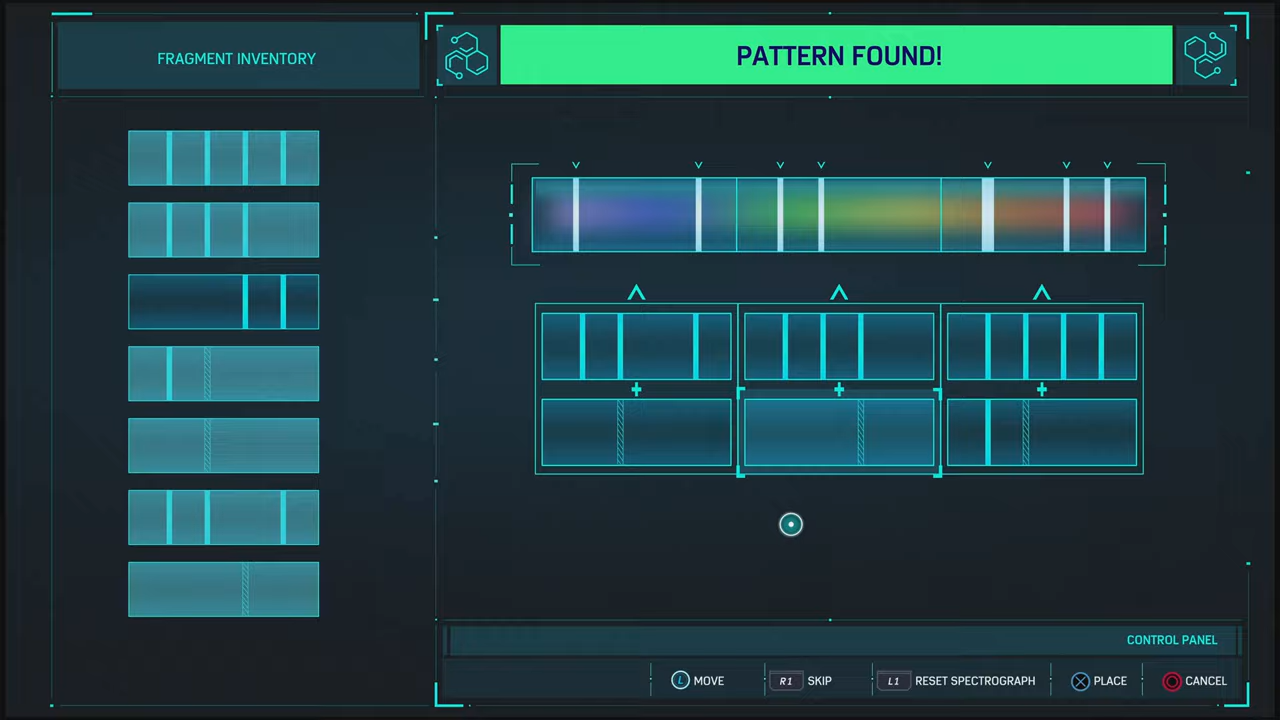 FRAGMENT INVENTORY
PATTERN FOUND!
CONTROL PANEL
L MOVE
R1 SKIP
L1 RESET SPECTROGRAPH
PLACE
CANCEL